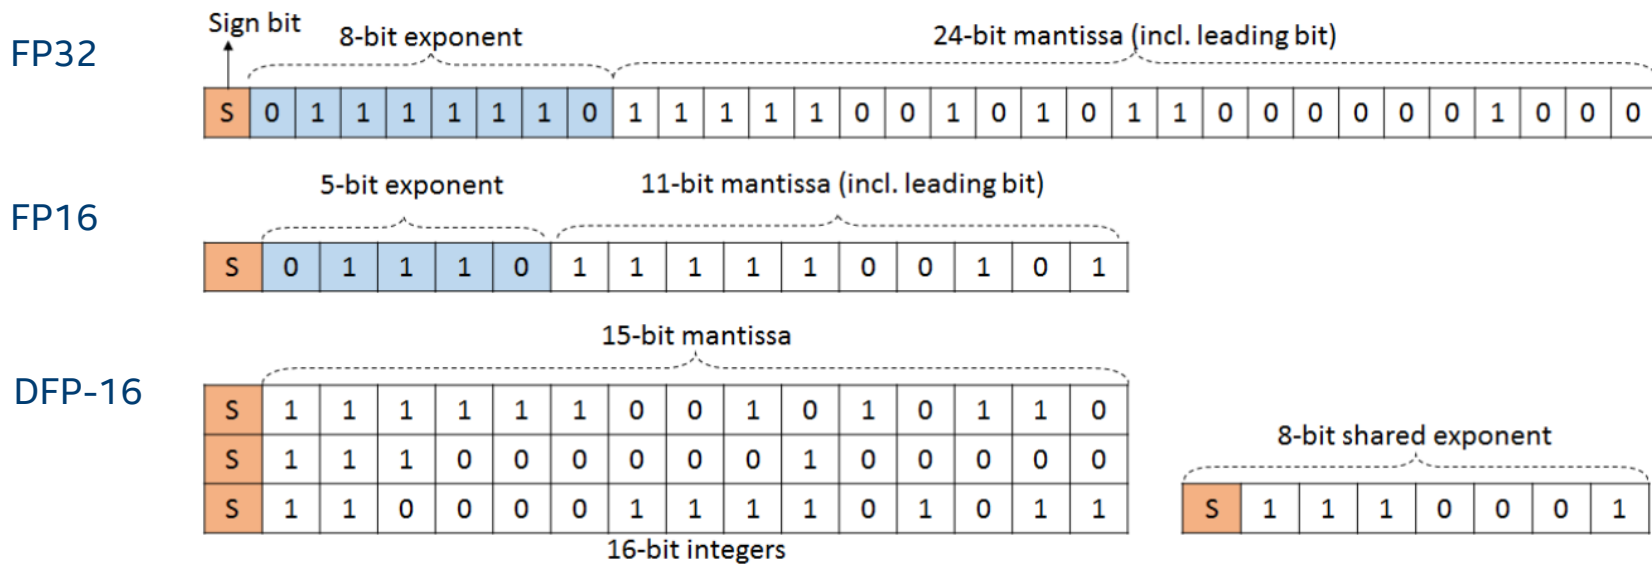 Sign bit
8-bit exponent
24-bit mantissa (incl. leading bit)
FP32
S 0 1 1 1 1 1 1 0 1 1 1 1 1 0 0 1 0 1 0 1 1 0 0 0 0 0 0 1 0 0 0
5-bit exponent
11-bit mantissa (incl. leading bit)
FP16
S 0 1 1 1 0 1 1 1 1 1 0 0 1 0 1
15-bit mantissa
DFP-16
S 1 1 1 1 1 1 0 0 1 0 1 0 1 1 0
S 1 1 1 0 0 0 0 0 0 1 0 0 0 0 0
S 1 1 0 0 0 0 1 1 1 1 0 1 0 1 1
16-bit integers
8-bit shared exponent
S 1 1 1 0 0 0 1